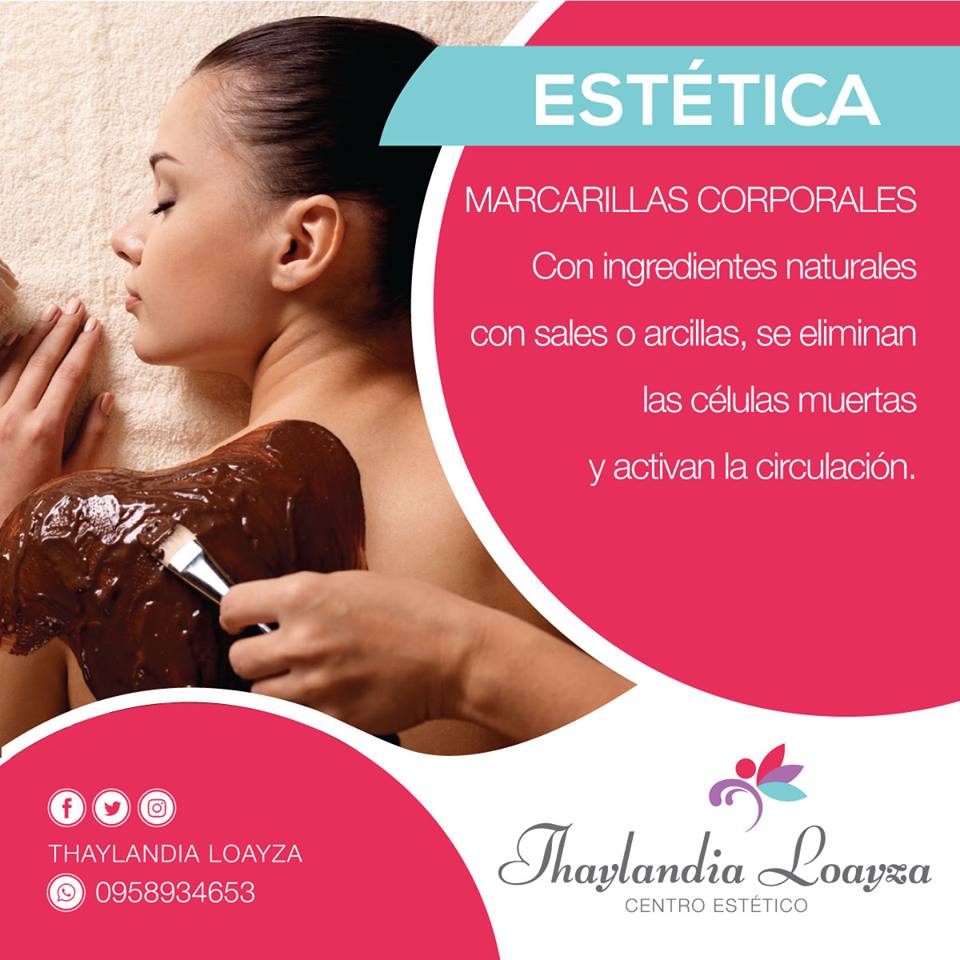 ESTÉTICA
MARCARILLAS CORPORALES
Con ingredientes naturales
con sales o arcillas, se eliminan
las células muertas
y activan la circulación.
THAYLANDIA LOAYZA
0958934653
Thaylandia Loayza
CENTRO ESTÉTICO